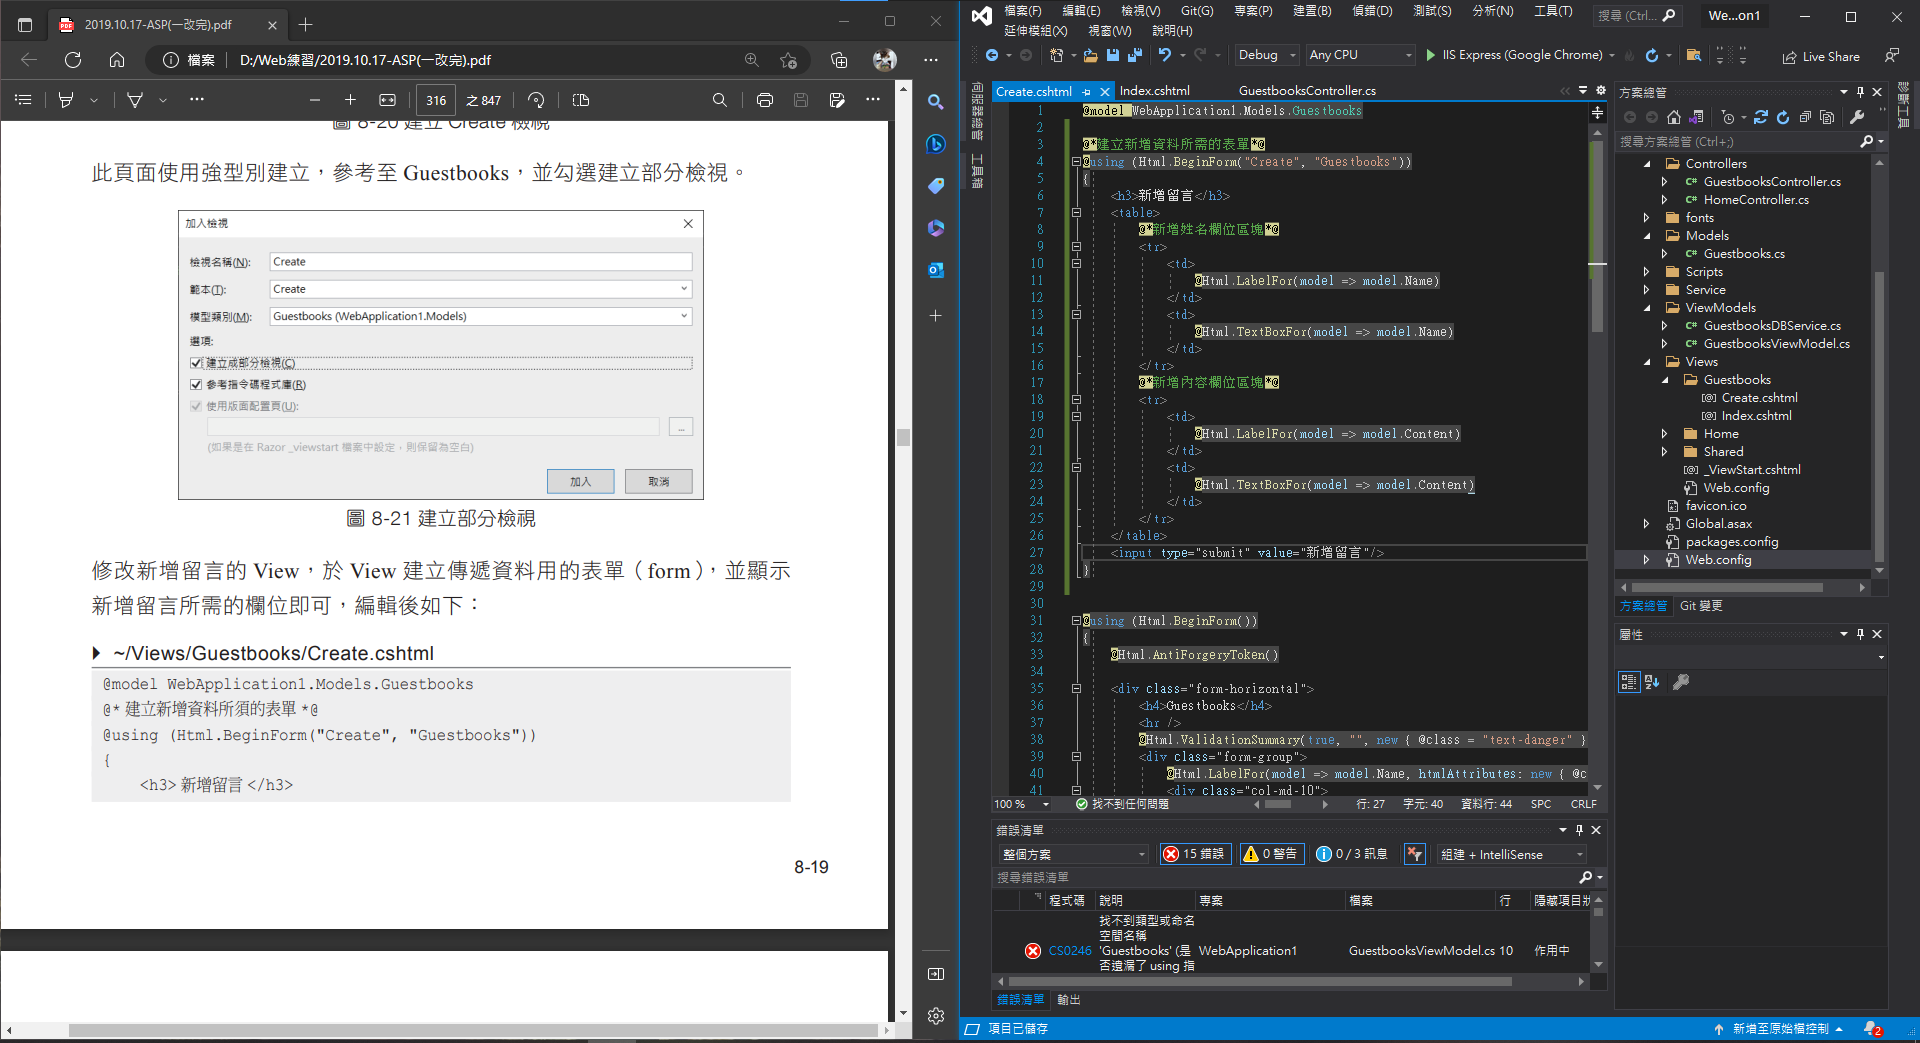 2019.10.17-ASP(一改完).pdf
檔案
D:/Web練習/2019.10.17-ASP(一改完).pdf
316
之 847
圖 8-20 建立 Create 檢視
此頁面使用強型別建立，參考至 Guestbooks，並勾選建立部分檢視。
加入檢視
檢視名稱(N):
Create
範本(T):
Create
模型類別(M):
Guestbooks (WebApplication1.Models)
選項:
建立成部分檢視(C)
參考指令碼程式庫(R)
使用版面配置頁(U):
...
(如果是在 Razor _viewstart 檔案中設定，則保留為空白)
加入
取消
圖 8-21 建立部分檢視
修改新增留言的 View，於 View 建立傳遞資料用的表單（form），並顯示
新增留言所需的欄位即可，編輯後如下：
~/Views/Guestbooks/Create.cshtml
@model WebApplication1.Models.Guestbooks
@* 建立新增資料所須的表單 *@
@using (Html.BeginForm("Create", "Guestbooks"))
{
<h3> 新增留言 </h3>
8-19
檔案(F) 編輯(E) 檢視(V) Git(G) 專案(P) 建置(B) 偵錯(D) 測試(S) 分析(N) 工具(T)
延伸模組(X) 視窗(W) 說明(H)
搜尋 (Ctrl...
We...on1
Debug
Any CPU
IIS Express (Google Chrome)
Live Share
伺服器總管
工具箱
診斷工具
Create.cshtml
Index.cshtml
GuestbooksController.cs
1 @model WebApplication1.Models.Guestbooks
2
3 @*建立新增資料所需的表單*@
4 @using (Html.BeginForm("Create", "Guestbooks"))
5 {
6 <h3>新增留言</h3>
7 <table>
8 @*新增姓名欄位區塊*@
9 <tr>
10 <td>
11 @Html.LabelFor(model => model.Name)
12 </td>
13 <td>
14 @Html.TextBoxFor(model => model.Name)
15 </td>
16 </tr>
17 @*新增內容欄位區塊*@
18 <tr>
19 <td>
20 @Html.LabelFor(model => model.Content)
21 </td>
22 <td>
23 @Html.TextBoxFor(model => model.Content)
24 </td>
25 </tr>
26 </table>
27 <input type="submit" value="新增留言"/>
28 }
29
30
31 @using (Html.BeginForm())
32 {
33 @Html.AntiForgeryToken()
34
35 <div class="form-horizontal">
36 <h4>Guestbooks</h4>
37 <hr />
38 @Html.ValidationSummary(true, "", new { @class = "text-danger" }
39 <div class="form-group">
40 @Html.LabelFor(model => model.Name, htmlAttributes: new { @c
41 <div class="col-md-10">
100 %
找不到任何問題
行: 27
字元: 40
資料行: 44
SPC
CRLF
錯誤清單
整個方案
15 錯誤
0 警告
0 / 3 訊息
組建 + IntelliSense
搜尋錯誤清單
程式碼
說明
專案
檔案
行
隱藏項目狀
CS0246
找不到類型或命名
空間名稱
'Guestbooks' (是
否遺漏了 using 指
WebApplication1
GuestbooksViewModel.cs
10
作用中
錯誤清單
輸出
方案總管
搜尋方案總管 (Ctrl+;)
Controllers
C# GuestbooksController.cs
C# HomeController.cs
fonts
Models
C# Guestbooks.cs
Scripts
Service
ViewModels
C# GuestbooksDBService.cs
C# GuestbooksViewModel.cs
Views
Guestbooks
[@] Create.cshtml
[@] Index.cshtml
Home
Shared
[@] _ViewStart.cshtml
Web.config
favicon.ico
Global.asax
packages.config
Web.config
方案總管
Git 變更
屬性
項目已儲存
新增至原始檔控制
2